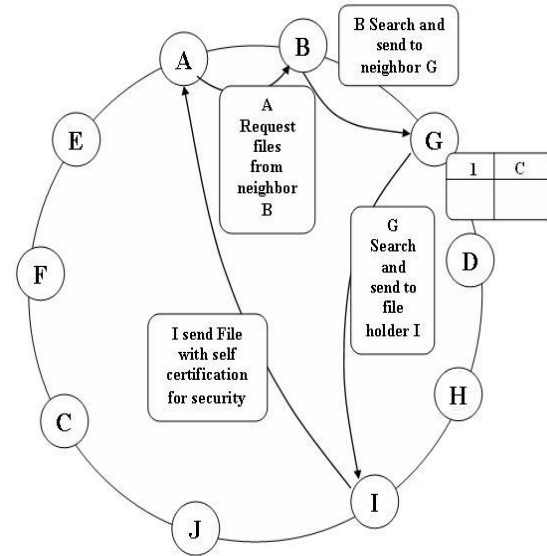 A
B
B Search and
send to
neighbor G
E
A
Request
files
from
neighbor
B
G
1 C
F
G
Search
and
send to
file
holder I
D
I send File
with self
certification
for security
C
H
I
J